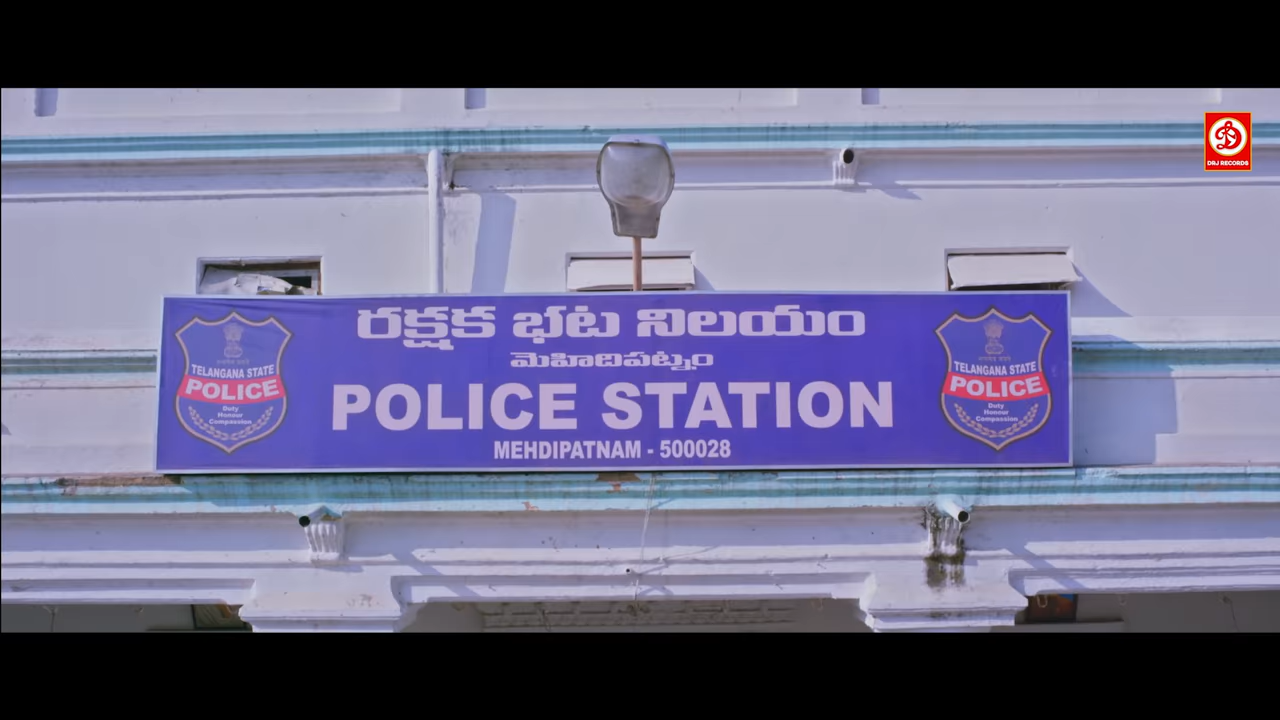 DRJ RECORDS
రక్షక భట నిలయం
మెహిదిపట్నం
POLICE STATION
MEHDIPATNAM - 500028
TELANGANA STATE
POLICE
Duty
Honour
Compassion
TELANGANA STATE
POLICE
Duty
Honour
Compassion